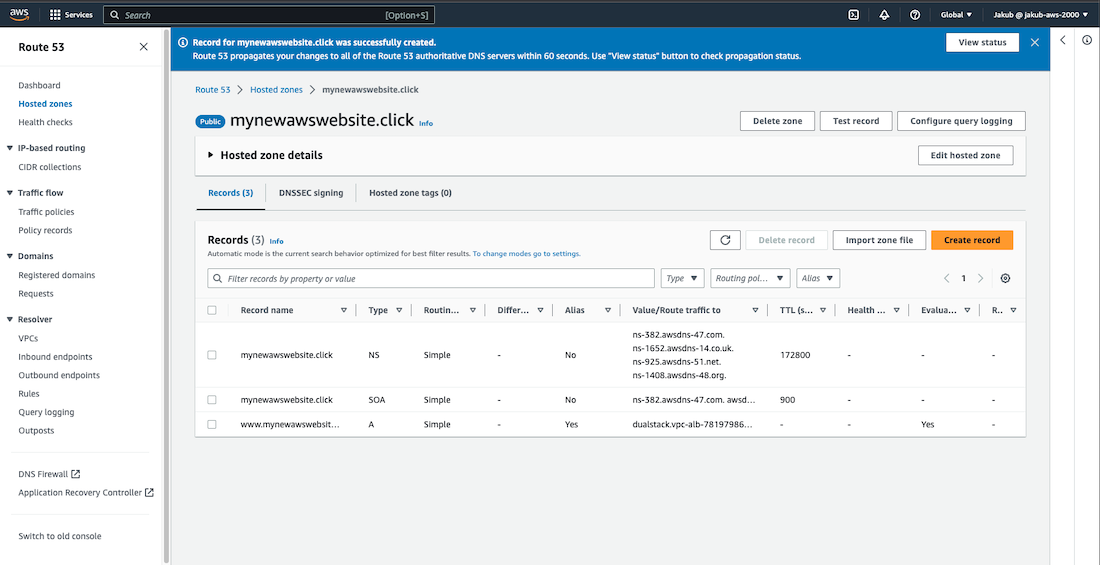 aws
Services
Search
[Option+S]
Global
Jakub @ jakub-aws-2000
Route 53
Dashboard
Hosted zones
Health checks
IP-based routing
CIDR collections
Traffic flow
Traffic policies
Policy records
Domains
Registered domains
Requests
Resolver
VPCs
Inbound endpoints
Outbound endpoints
Rules
Query logging
Outposts
DNS Firewall
Application Recovery Controller
Switch to old console
Record for mynewawswebsite.click was successfully created.
Route 53 propagates your changes to all of the Route 53 authoritative DNS servers within 60 seconds. Use "View status" button to check propagation status.
View status
Route 53 > Hosted zones > mynewawswebsite.click
Public mynewawswebsite.click Info
Delete zone
Test record
Configure query logging
Hosted zone details
Edit hosted zone
Records (3)
DNSSEC signing
Hosted zone tags (0)
Records (3) Info
Automatic mode is the current search behavior optimized for best filter results. To change modes go to settings.
Delete record
Import zone file
Create record
Filter records by property or value
Type
Routing pol...
Alias
1
Record name Type Routin... Differ... Alias Value/Route traffic to TTL (s... Health ... Evalua... R..
mynewawswebsite.click NS Simple - No
ns-382.awsdns-47.com.
ns-1652.awsdns-14.co.uk.
ns-925.awsdns-51.net.
ns-1408.awsdns-48.org.
172800 - - -
mynewawswebsite.click SOA Simple - No ns-382.awsdns-47.com. awsd... 900 - - -
www.mynewawswebsit... A Simple - Yes dualstack.vpc-alb-78197986... - - Yes -